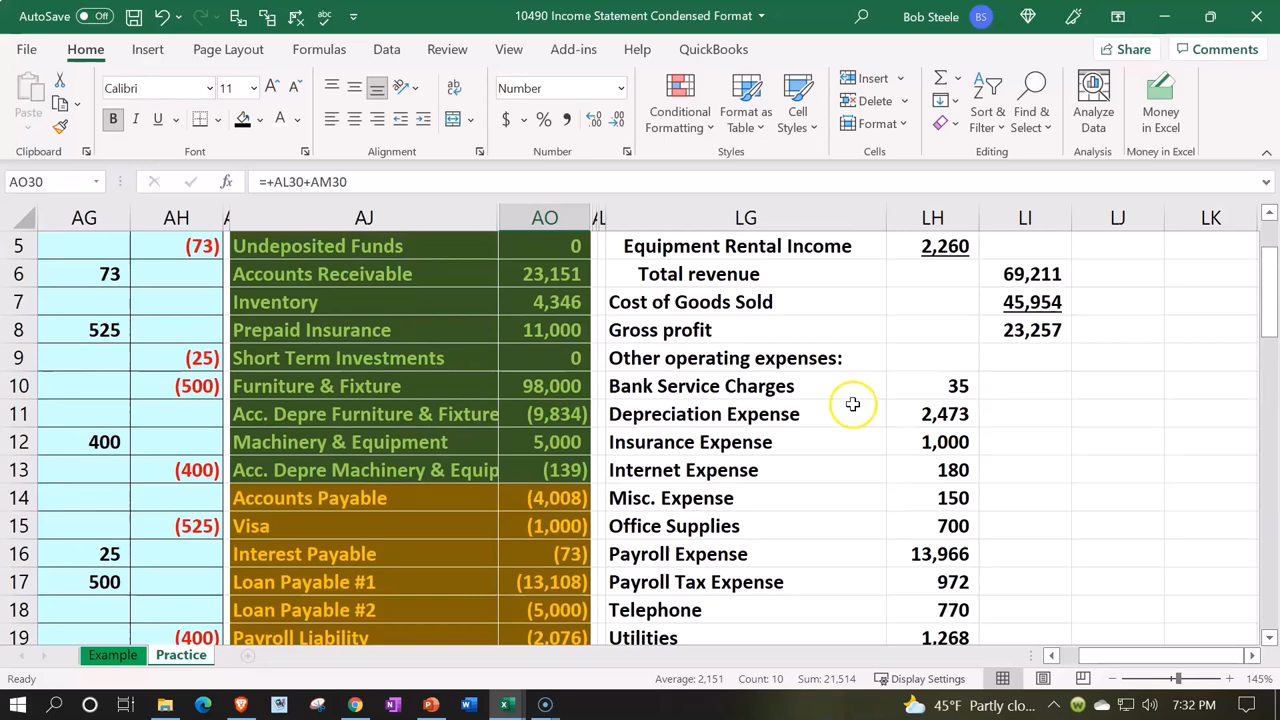 AutoSave Off 10490 Income Statement Condensed Format Bob Steele BS
File Home Insert Page Layout Formulas Data Review View Add-ins Help QuickBooks Share Comments
Paste Calibri 11 A A ab Number Insert
B I U A $ % Conditional Formatting Format as Table Cell Styles Delete Sort & Filter Find & Select Analyze Data Money in Excel
Format
Clipboard Font Alignment Number Styles Cells Editing Analysis Money in Excel
AO30 fx =+AL30+AM30
AG AH A AJ AO AL LG LH LI LJ LK
5 (73) Undeposited Funds 0 Equipment Rental Income 2,260
6 73 Accounts Receivable 23,151 Total revenue 69,211
7 Inventory 4,346 Cost of Goods Sold 45,954
8 525 Prepaid Insurance 11,000 Gross profit 23,257
9 (25) Short Term Investments 0 Other operating expenses:
10 (500) Furniture & Fixture 98,000 Bank Service Charges 35
11 Acc. Depre Furniture & Fixture (9,834) Depreciation Expense 2,473
12 400 Machinery & Equipment 5,000 Insurance Expense 1,000
13 (400) Acc. Depre Machinery & Equip (139) Internet Expense 180
14 Accounts Payable (4,008) Misc. Expense 150
15 (525) Visa (1,000) Office Supplies 700
16 25 Interest Payable (73) Payroll Expense 13,966
17 500 Loan Payable #1 (13,108) Payroll Tax Expense 972
18 Loan Payable #2 (5,000) Telephone 770
19 (400) Payroll Liability (2,076) Utilities 1,268
Example Practice
Ready Average: 2,151 Count: 10 Sum: 21,514 Display Settings 145%
45°F Partly clo... 7:32 PM